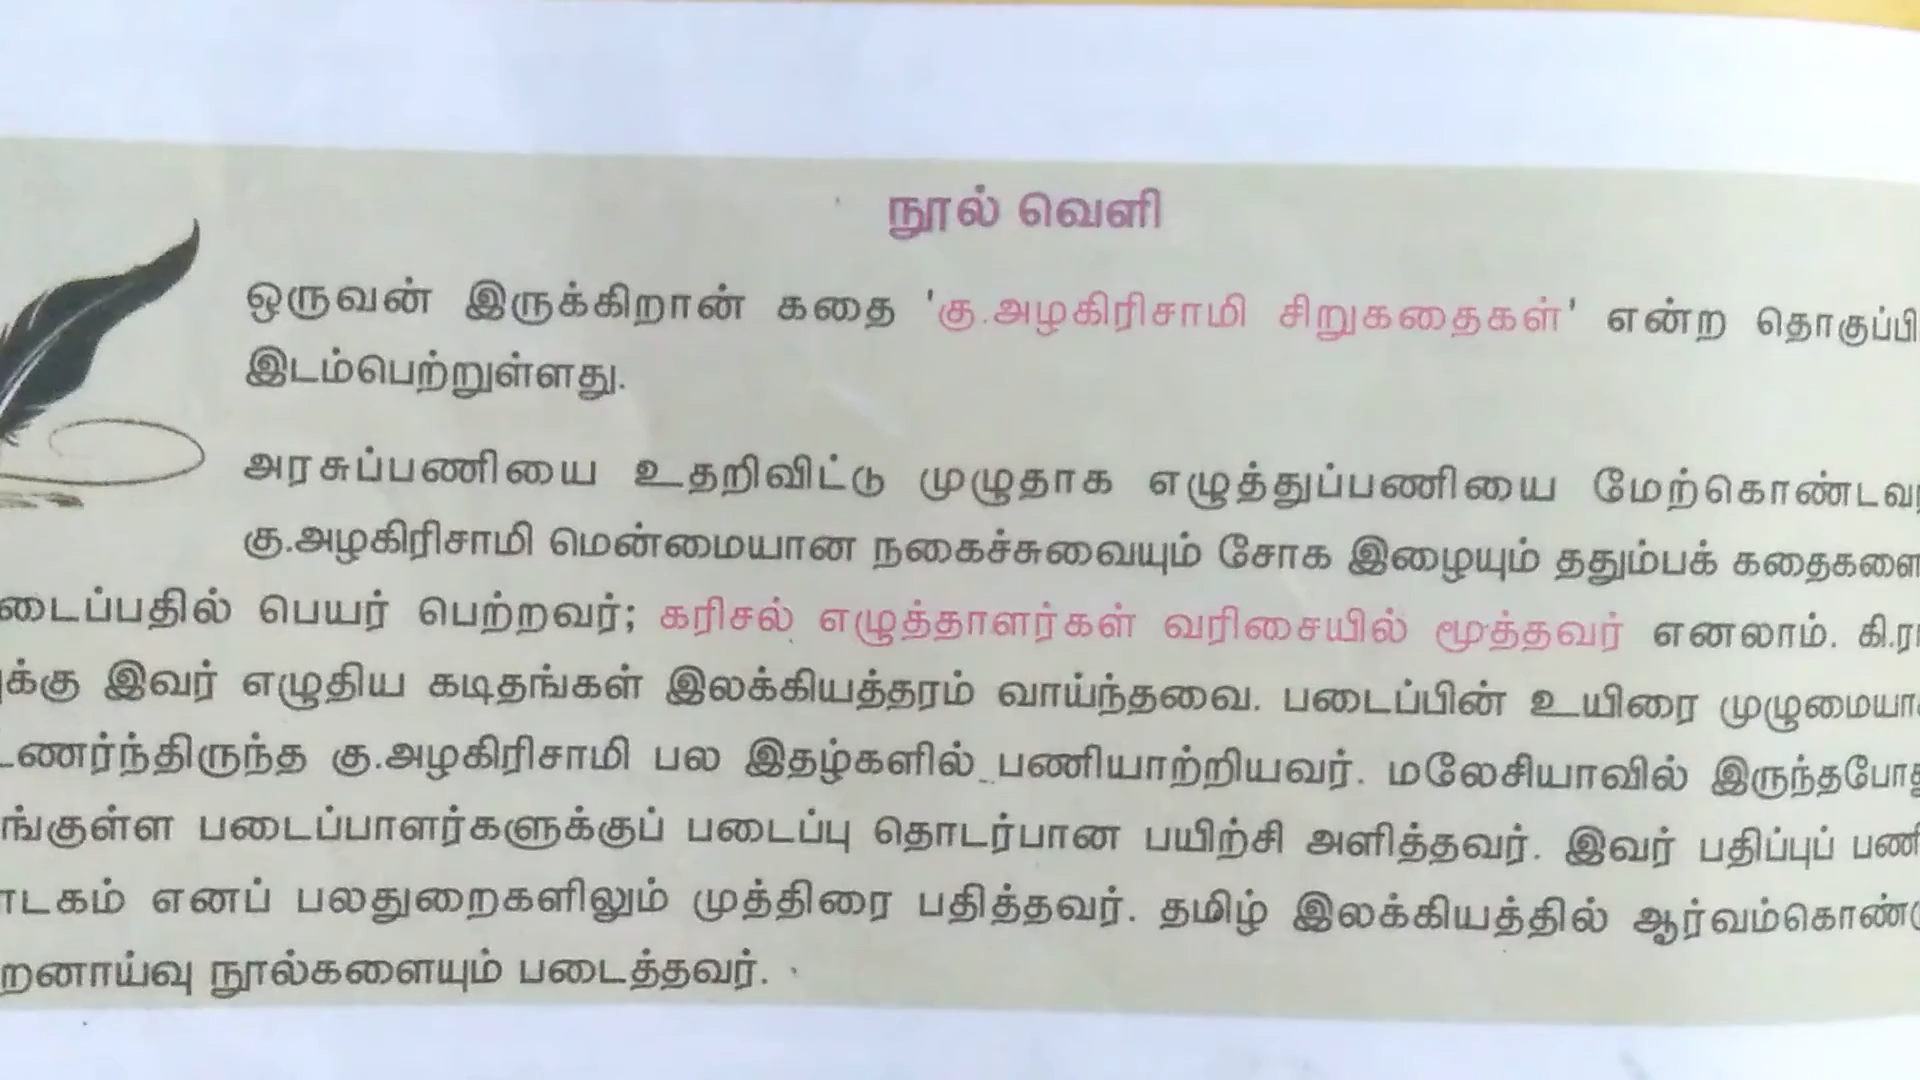 நூல் வெளி
ஒருவன் இருக்கிறான் கதை 'கு.அழகிரிசாமி சிறுகதைகள்' என்ற தொகுப்பி
இடம்பெற்றுள்ளது.
அரசுப்பணியை உதறிவிட்டு முழுதாக எழுத்துப்பணியை மேற்கொண்டவ
கு.அழகிரிசாமி மென்மையான நகைச்சுவையும் சோக இழையும் ததும்பக் கதைகளை
டைப்பதில் பெயர் பெற்றவர்; கரிசல் எழுத்தாளர்கள் வரிசையில் மூத்தவர் எனலாம். கி.ரா
க்கு இவர் எழுதிய கடிதங்கள் இலக்கியத்தரம் வாய்ந்தவை. படைப்பின் உயிரை முழுமையா
ணர்ந்திருந்த கு.அழகிரிசாமி பல இதழ்களில் பணியாற்றியவர். மலேசியாவில் இருந்தபோது
ங்குள்ள படைப்பாளர்களுக்குப் படைப்பு தொடர்பான பயிற்சி அளித்தவர். இவர் பதிப்புப் பணி
ாடகம் எனப் பலதுறைகளிலும் முத்திரை பதித்தவர். தமிழ் இலக்கியத்தில் ஆர்வம்கொண்டு
றனாய்வு நூல்களையும் படைத்தவர்.